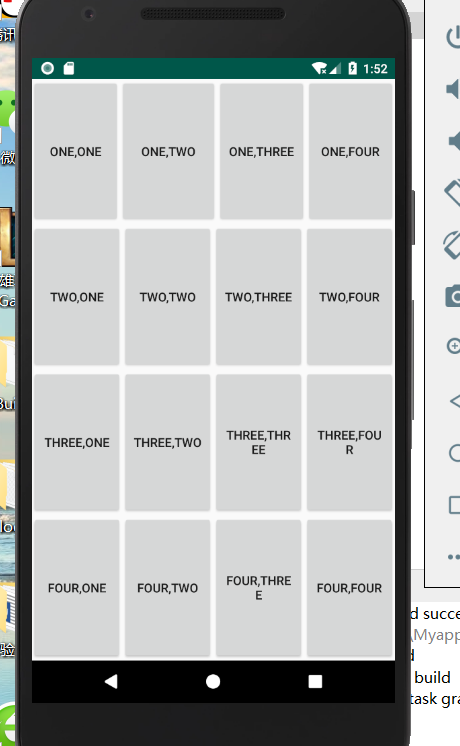 1:52
ONE,ONE
ONE,TWO
ONE,THREE
ONE,FOUR
TWO,ONE
TWO,TWO
TWO,THREE
TWO,FOUR
THREE,ONE
THREE,TWO
THREE,THR
EE
THREE,FOU
R
FOUR,ONE
FOUR,TWO
FOUR,THRE
E
FOUR,FOUR
d succe
\Myapp
d
build
task gra
讯
微
雄
Ga
Bui
验